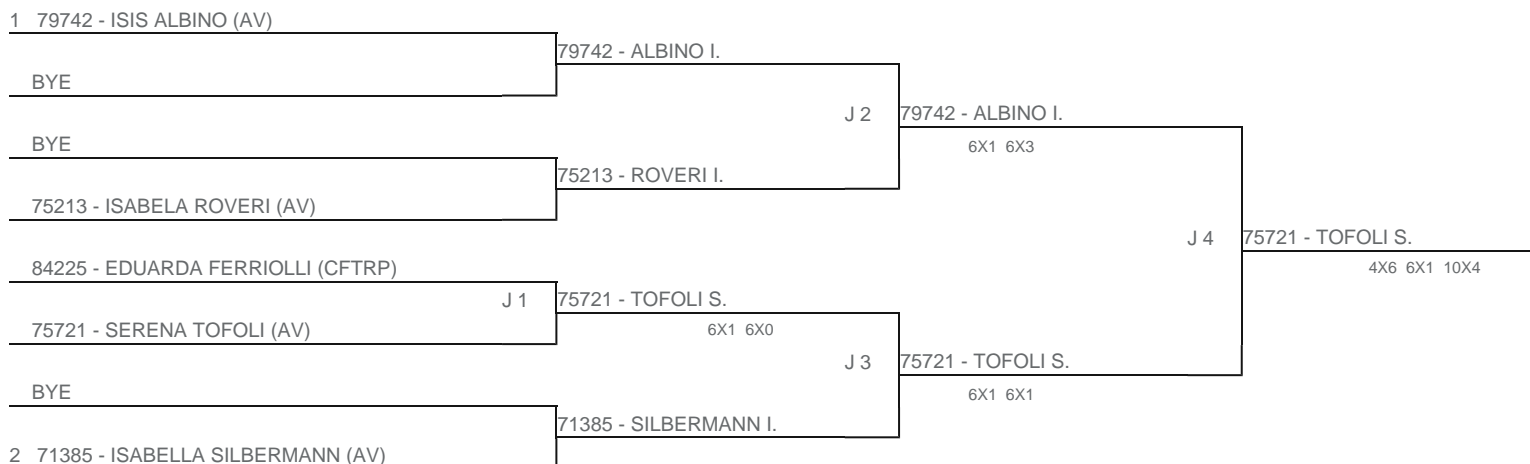 1 79742 - ISIS ALBINO (AV)
79742 - ALBINO I.
BYE
J 2
79742 - ALBINO I.
6X1 6X3
BYE
75213 - ROVERI I.
75213 - ISABELA ROVERI (AV)
J 4
75721 - TOFOLI S.
4X6 6X1 10X4
84225 - EDUARDA FERRIOLLI (CFTRP)
J 1
75721 - TOFOLI S.
6X1 6X0
75721 - SERENA TOFOLI (AV)
J 3
75721 - TOFOLI S.
6X1 6X1
BYE
71385 - SILBERMANN I.
2 71385 - ISABELLA SILBERMANN (AV)